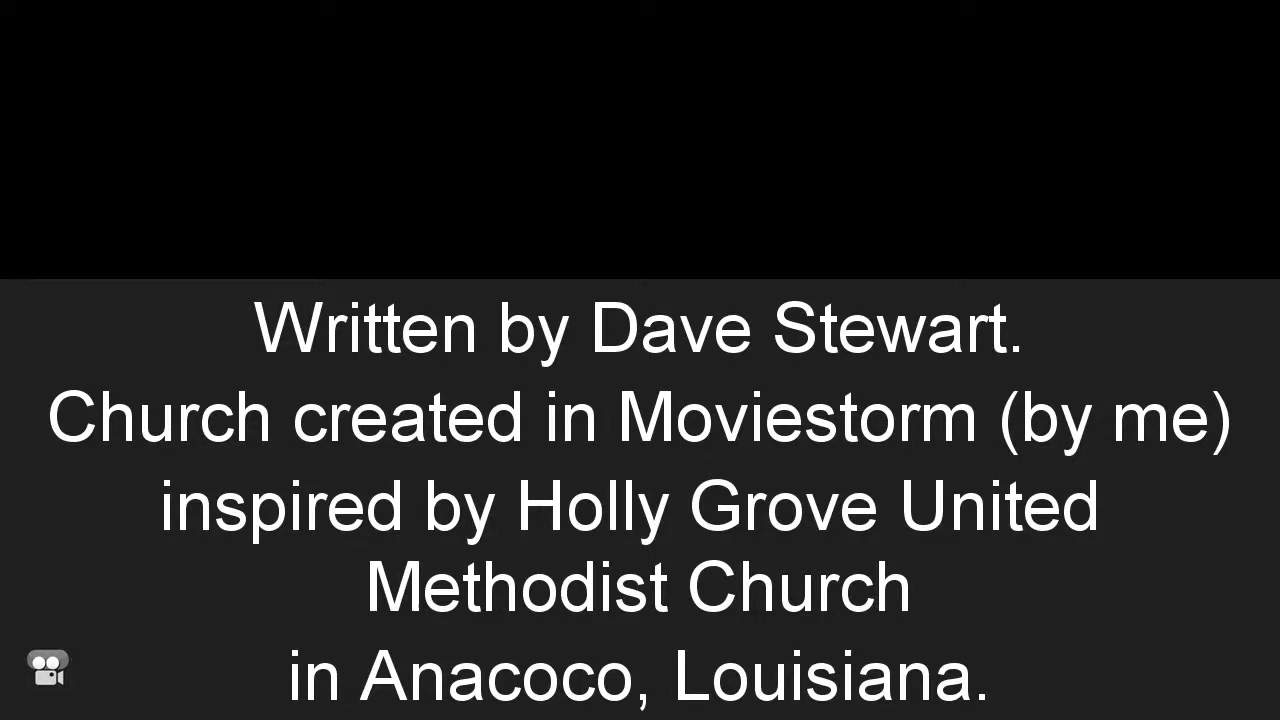 Written by Dave Stewart.
Church created in Moviestorm (by me)
inspired by Holly Grove United
Methodist Church
in Anacoco, Louisiana.